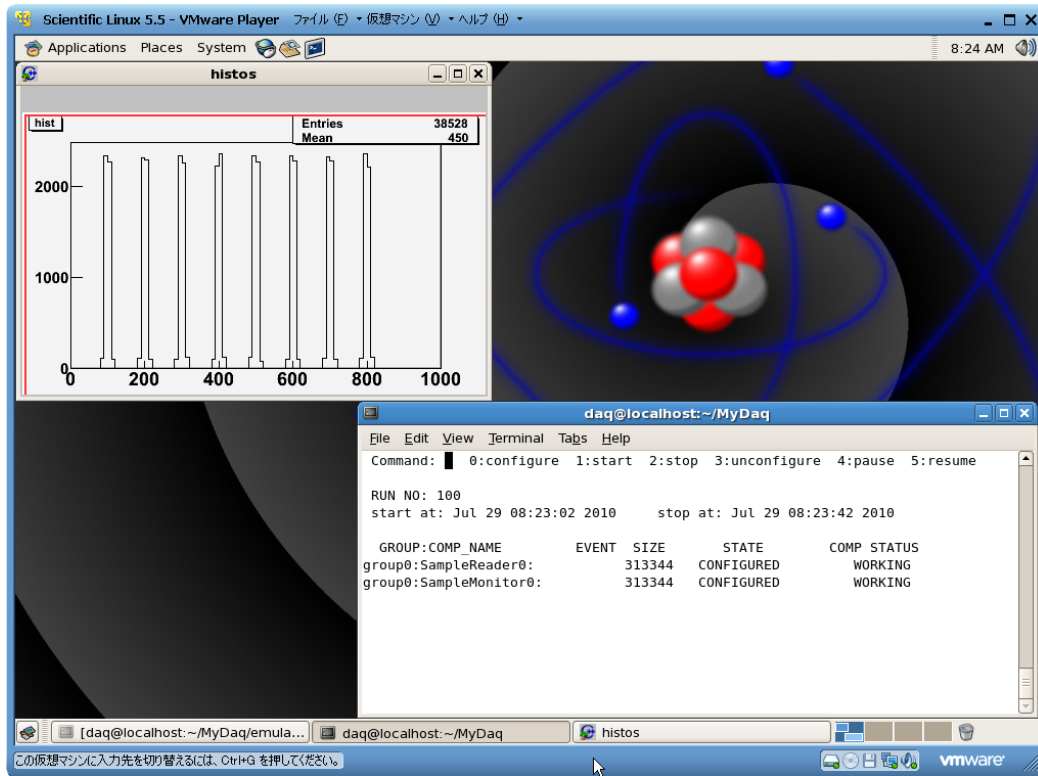 Scientific Linux 5.5 - VMware Player ファイル (F) 仮想マシン (V) ヘルプ (H)
Applications Places System 8:24 AM
histos
hist
Entries 38528
Mean 450
2000
1000
0
0 200 400 600 800 1000
daq@localhost:~/MyDaq
File Edit View Terminal Tabs Help
Command: 0:configure 1:start 2:stop 3:unconfigure 4:pause 5:resume
RUN NO: 100
start at: Jul 29 08:23:02 2010 stop at: Jul 29 08:23:42 2010
GROUP:COMP_NAME EVENT SIZE STATE COMP STATUS
group0:SampleReader0: 313344 CONFIGURED WORKING
group0:SampleMonitor0: 313344 CONFIGURED WORKING
[daq@localhost:~/MyDaq/emula... daq@localhost:~/MyDaq histos
この仮想マシンに入力先を切り替えるには、Ctrl+G を押してください。 vmware